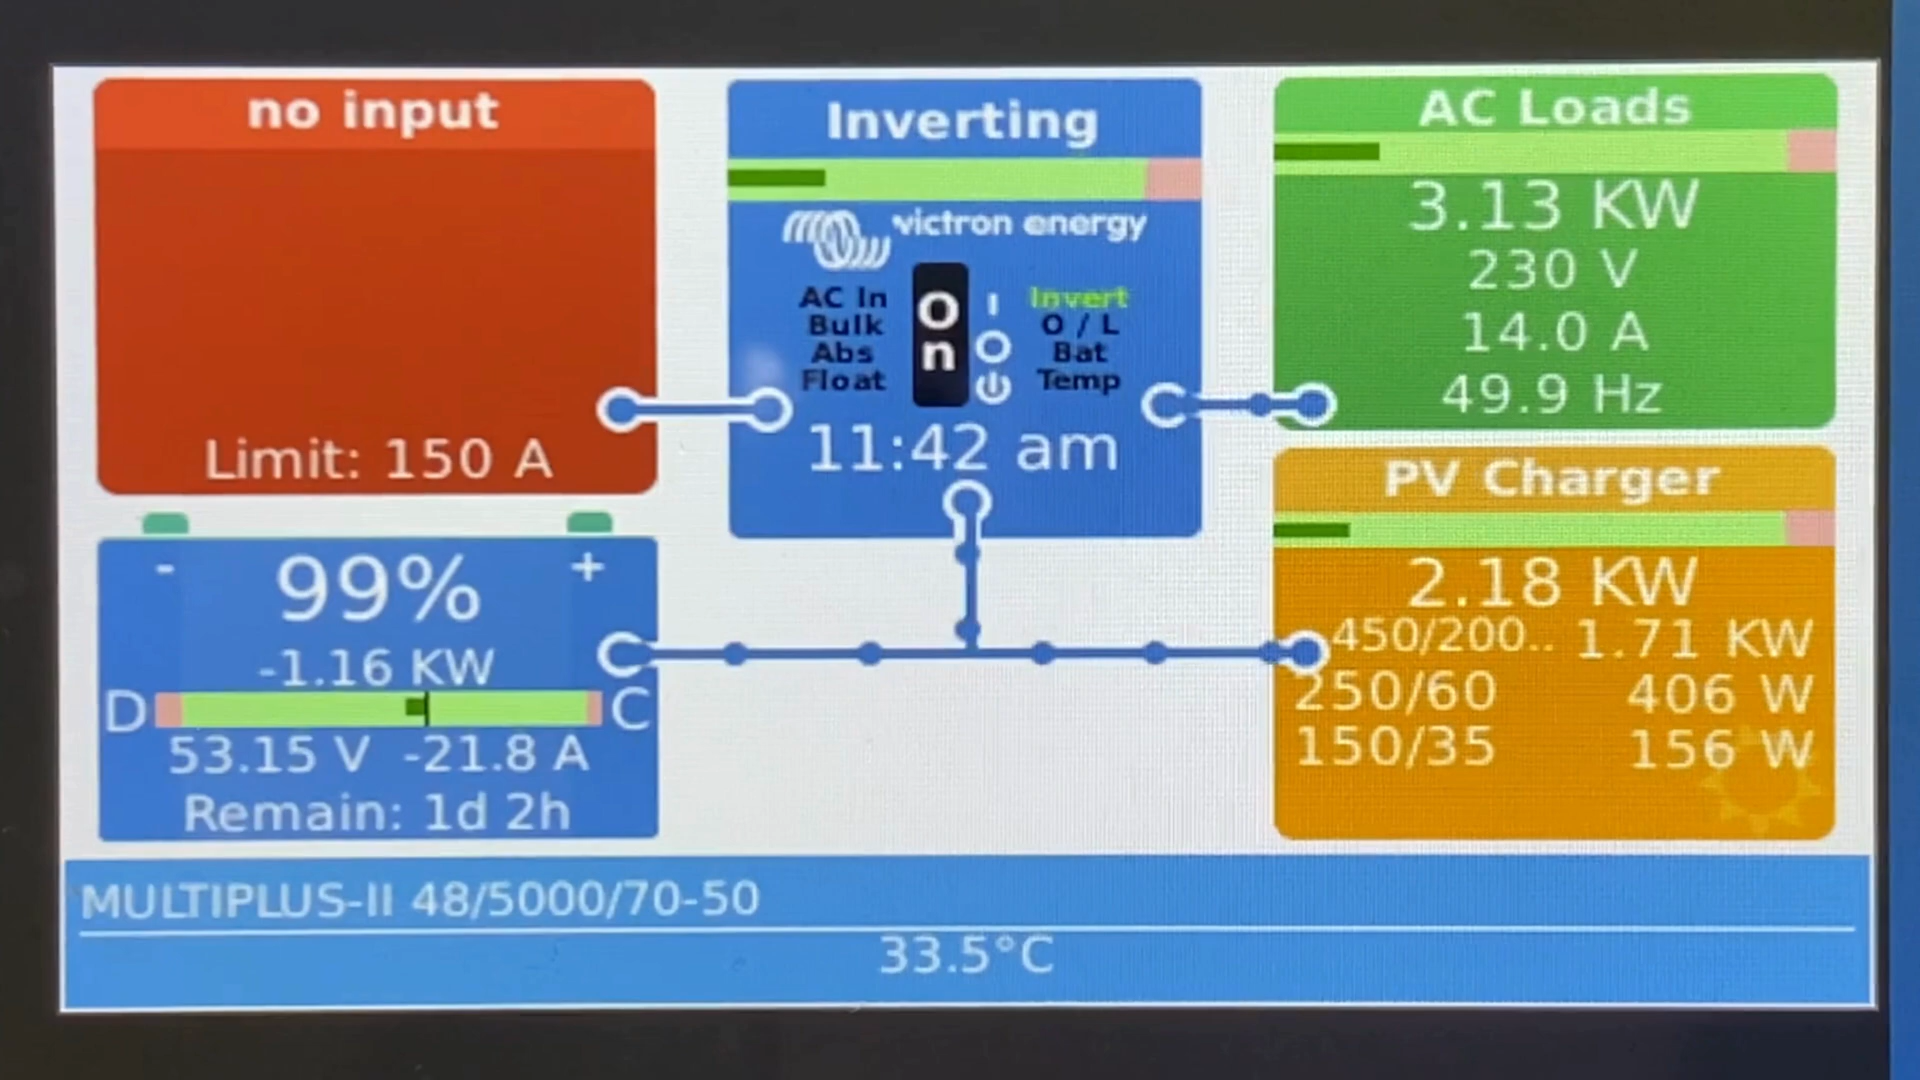 no input
Limit: 150 A
Inverting
victron energy
AC In
Bulk
Abs
Float
On
Invert
O / L
Bat
Temp
11:42 am
AC Loads
3.13 KW
230 V
14.0 A
49.9 Hz
- +
99%
-1.16 KW
D C
53.15 V -21.8 A
Remain: 1d 2h
PV Charger
2.18 KW
450/200.. 1.71 KW
250/60 406 W
150/35 156 W
MULTIPLUS-II 48/5000/70-50
33.5°C